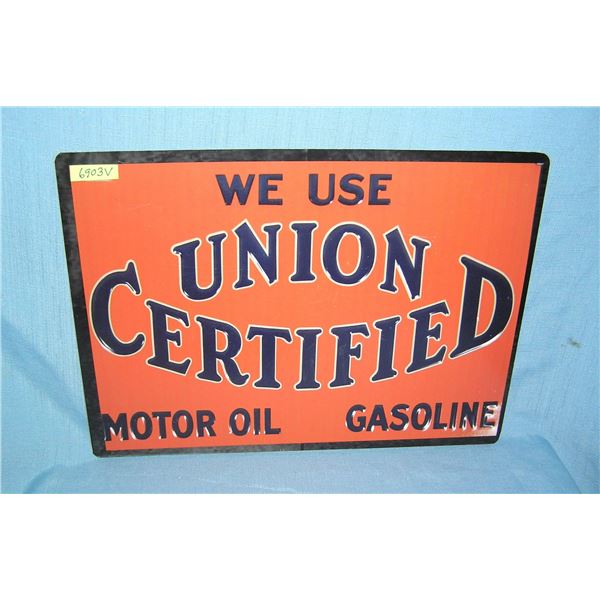 6903V
WE USE
UNION
CERTIFIED
MOTOR OIL GASOLINE